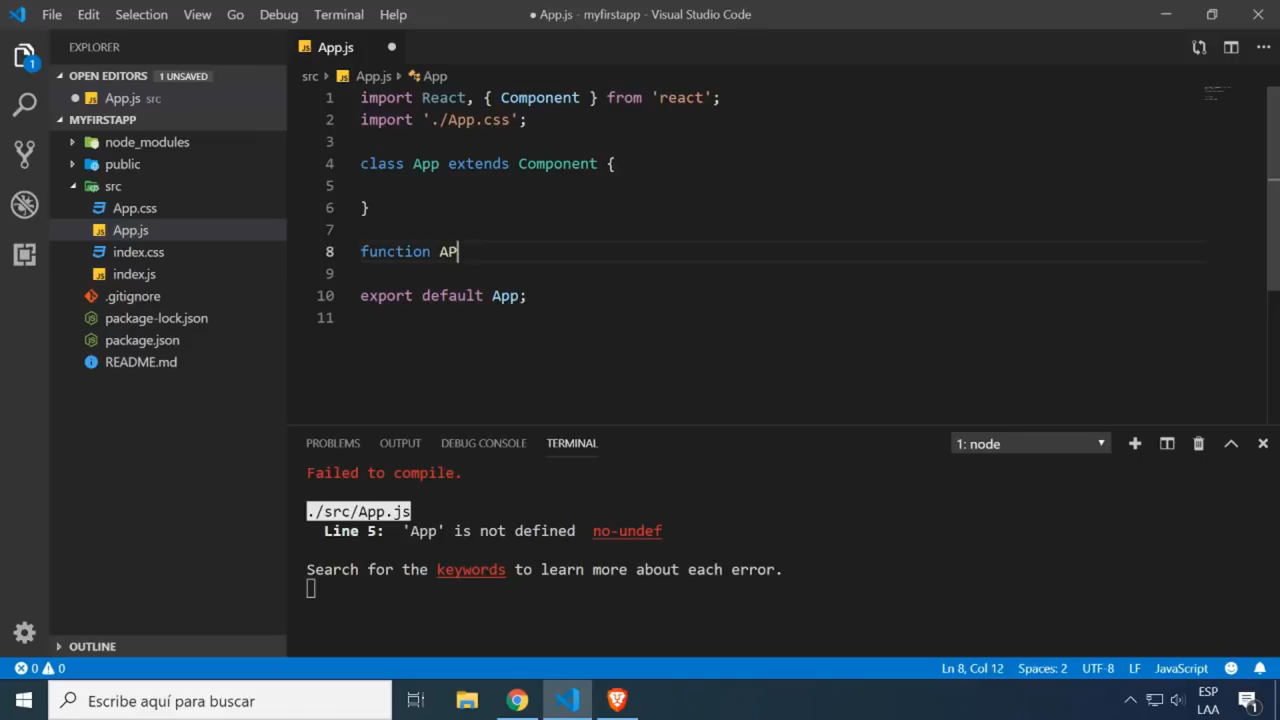 File Edit Selection View Go Debug Terminal Help
● App.js - myfirstapp - Visual Studio Code
EXPLORER
OPEN EDITORS 1 UNSAVED
App.js src
MYFIRSTAPP
node_modules
public
src
App.css
App.js
index.css
index.js
.gitignore
package-lock.json
package.json
README.md
OUTLINE
1
App.js
src App.js App
1 import React, { Component } from 'react';
2 import './App.css';
3
4 class App extends Component {
5
6 }
7
8 function AP
9
10 export default App;
11
PROBLEMS OUTPUT DEBUG CONSOLE TERMINAL
1: node
Failed to compile.
./src/App.js
Line 5: 'App' is not defined no-undef
Search for the keywords to learn more about each error.
0 0
Ln 8, Col 12 Spaces: 2 UTF-8 LF JavaScript
Escribe aquí para buscar
ESP
LAA
1